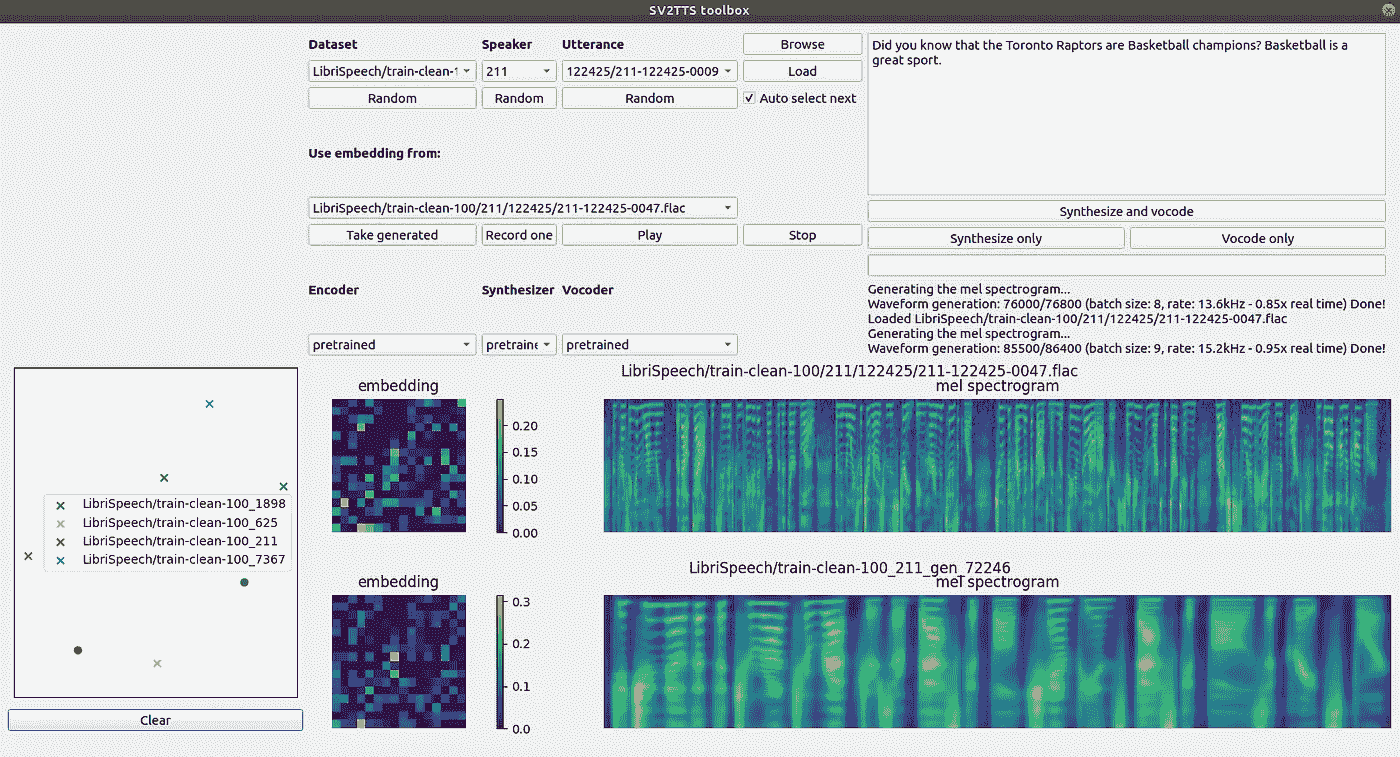 SV2TTS toolbox
Dataset
Speaker
Utterance
Browse
LibriSpeech/train-clean-1
211
122425/211-122425-0009
Load
Random
Random
Random
Auto select next
Did you know that the Toronto Raptors are Basketball champions? Basketball is a
great sport.
Use embedding from:
LibriSpeech/train-clean-100/211/122425/211-122425-0047.flac
Take generated
Record one
Play
Stop
Synthesize and vocode
Synthesize only
Vocode only
Encoder
Synthesizer
Vocoder
pretrained
pretraine
pretrained
Generating the mel spectrogram...
Waveform generation: 76000/76800 (batch size: 8, rate: 13.6kHz - 0.85x real time) Done!
Loaded LibriSpeech/train-clean-100/211/122425/211-122425-0047.flac
Generating the mel spectrogram...
Waveform generation: 85500/86400 (batch size: 9, rate: 15.2kHz - 0.95x real time) Done!
LibriSpeech/train-clean-100_1898
LibriSpeech/train-clean-100_625
LibriSpeech/train-clean-100_211
LibriSpeech/train-clean-100_7367
Clear
LibriSpeech/train-clean-100/211/122425/211-122425-0047.flac
embedding
mel spectrogram
0.20
0.15
0.10
0.05
0.00
LibriSpeech/train-clean-100_211_gen_72246
embedding
mel spectrogram
0.3
0.2
0.1
0.0